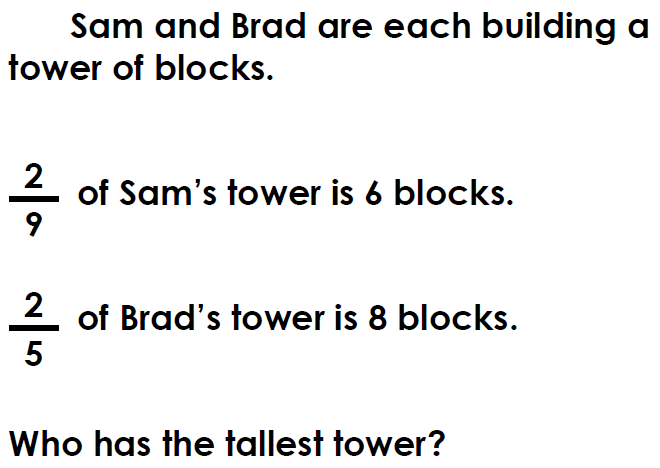 Sam and Brad are each building a
tower of blocks.
2/9 of Sam’s tower is 6 blocks.
2/5 of Brad’s tower is 8 blocks.
Who has the tallest tower?